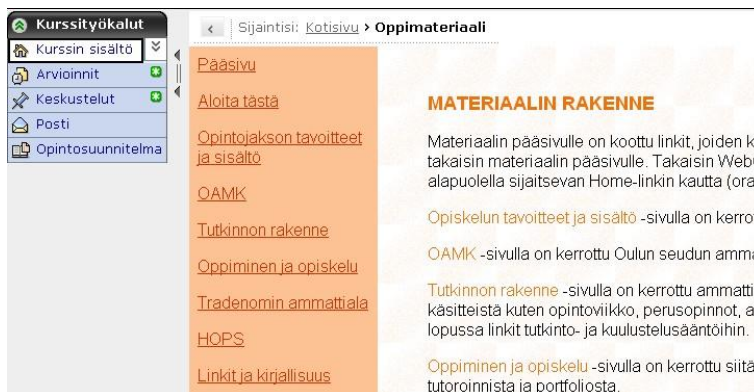 Kurssityökalut
Kurssin sisältö
Arvioinnit
Keskustelut
Posti
Opintosuunnitelma
Sijaintisi: Kotisivu › Oppimateriaali
Pääsivu
Aloita tästä
Opintojakson tavoitteet
ja sisältö
OAMK
Tutkinnon rakenne
Oppiminen ja opiskelu
Tradenomin ammattiala
HOPS
Linkit ja kirjallisuus
MATERIAALIN RAKENNE
Materiaalin pääsivulle on koottu linkit, joiden k
takaisin materiaalin pääsivulle. Takaisin Web
alapuolella sijaitsevan Home-linkin kautta (ora
Opiskelun tavoitteet ja sisältö -sivulla on kerro
OAMK -sivulla on kerrottu Oulun seudun amma
Tutkinnon rakenne -sivulla on kerrottu ammatti
käsitteistä kuten opintoviikko, perusopinnot, a
lopussa linkit tutkinto- ja kuulustelusääntöihin.
Oppiminen ja opiskelu -sivulla on kerrottu siitä
tutoroinnista ja portfoliosta.